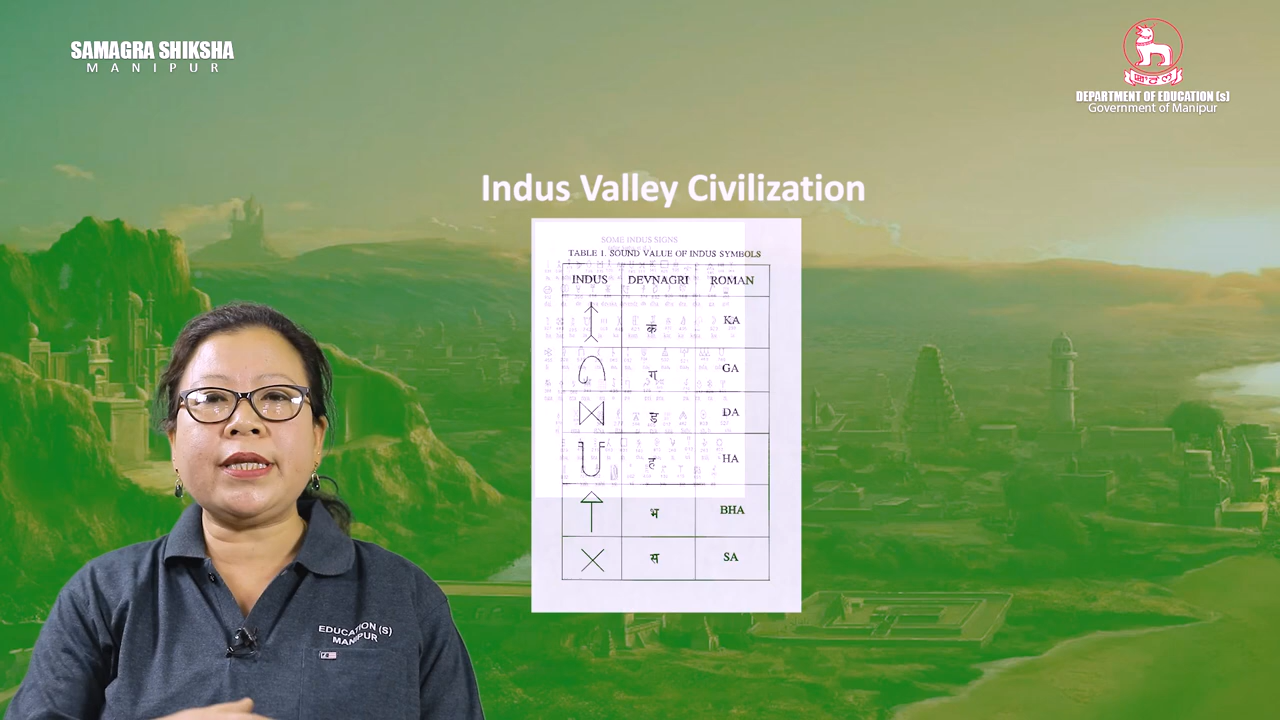 SAMAGRA SHIKSHA
MANIPUR
DEPARTMENT OF EDUCATION (s)
Government of Manipur
Indus Valley Civilization
SOME INDUS SIGNS
TABLE 1. SOUND VALUE OF INDUS SYMBOLS
INDUS DEVNAGRI ROMAN
क KA
ग GA
ड DA
ह HA
भ BHA
स SA
EDUCATION (S)
MANIPUR